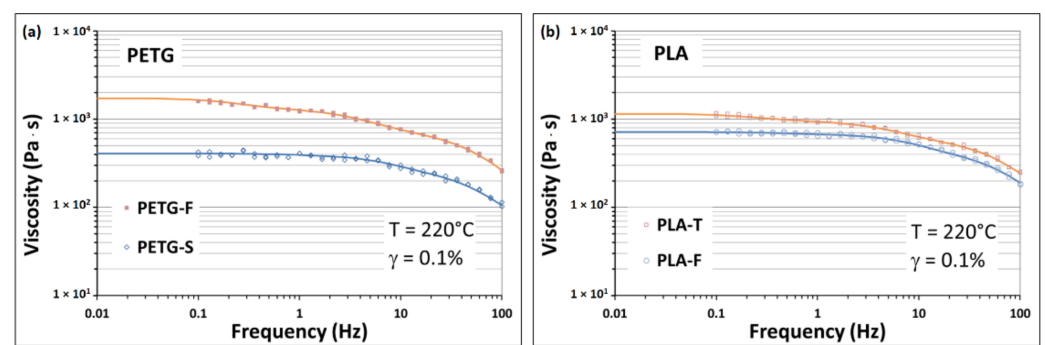 (a)
PETG
1 × 10⁴
1 × 10³
1 × 10²
1 × 10¹
Viscosity (Pa · s)
PETG-F
PETG-S
T = 220°C
γ = 0.1%
0.01 0.1 1 10 100
Frequency (Hz)
(b)
PLA
1 × 10⁴
1 × 10³
1 × 10²
1 × 10¹
Viscosity (Pa · s)
PLA-T
PLA-F
T = 220°C
γ = 0.1%
0.01 0.1 1 10 100
Frequency (Hz)